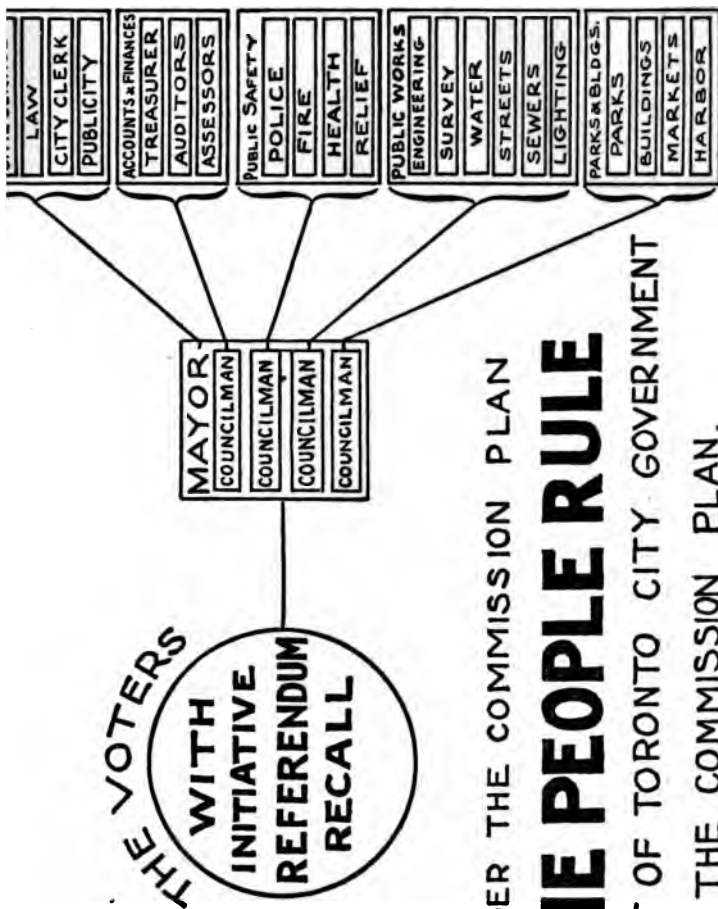 THE VOTERS
WITH
INITIATIVE
REFERENDUM
RECALL
MAYOR
COUNCILMAN
COUNCILMAN
COUNCILMAN
COUNCILMAN
LAW
CITY CLERK
PUBLICITY
ACCOUNTS & FINANCES
TREASURER
AUDITORS
ASSESSORS
PUBLIC SAFETY
POLICE
FIRE
HEALTH
RELIEF
PUBLIC WORKS
ENGINEERING
SURVEY
WATER
STREETS
SEWERS
LIGHTING
PARKS & BLDGS.
PARKS
BUILDINGS
MARKETS
HARBOR
THE COMMISSION PLAN
PEOPLE RULE
OF TORONTO CITY GOVERNMENT
THE COMMISSION PLAN.